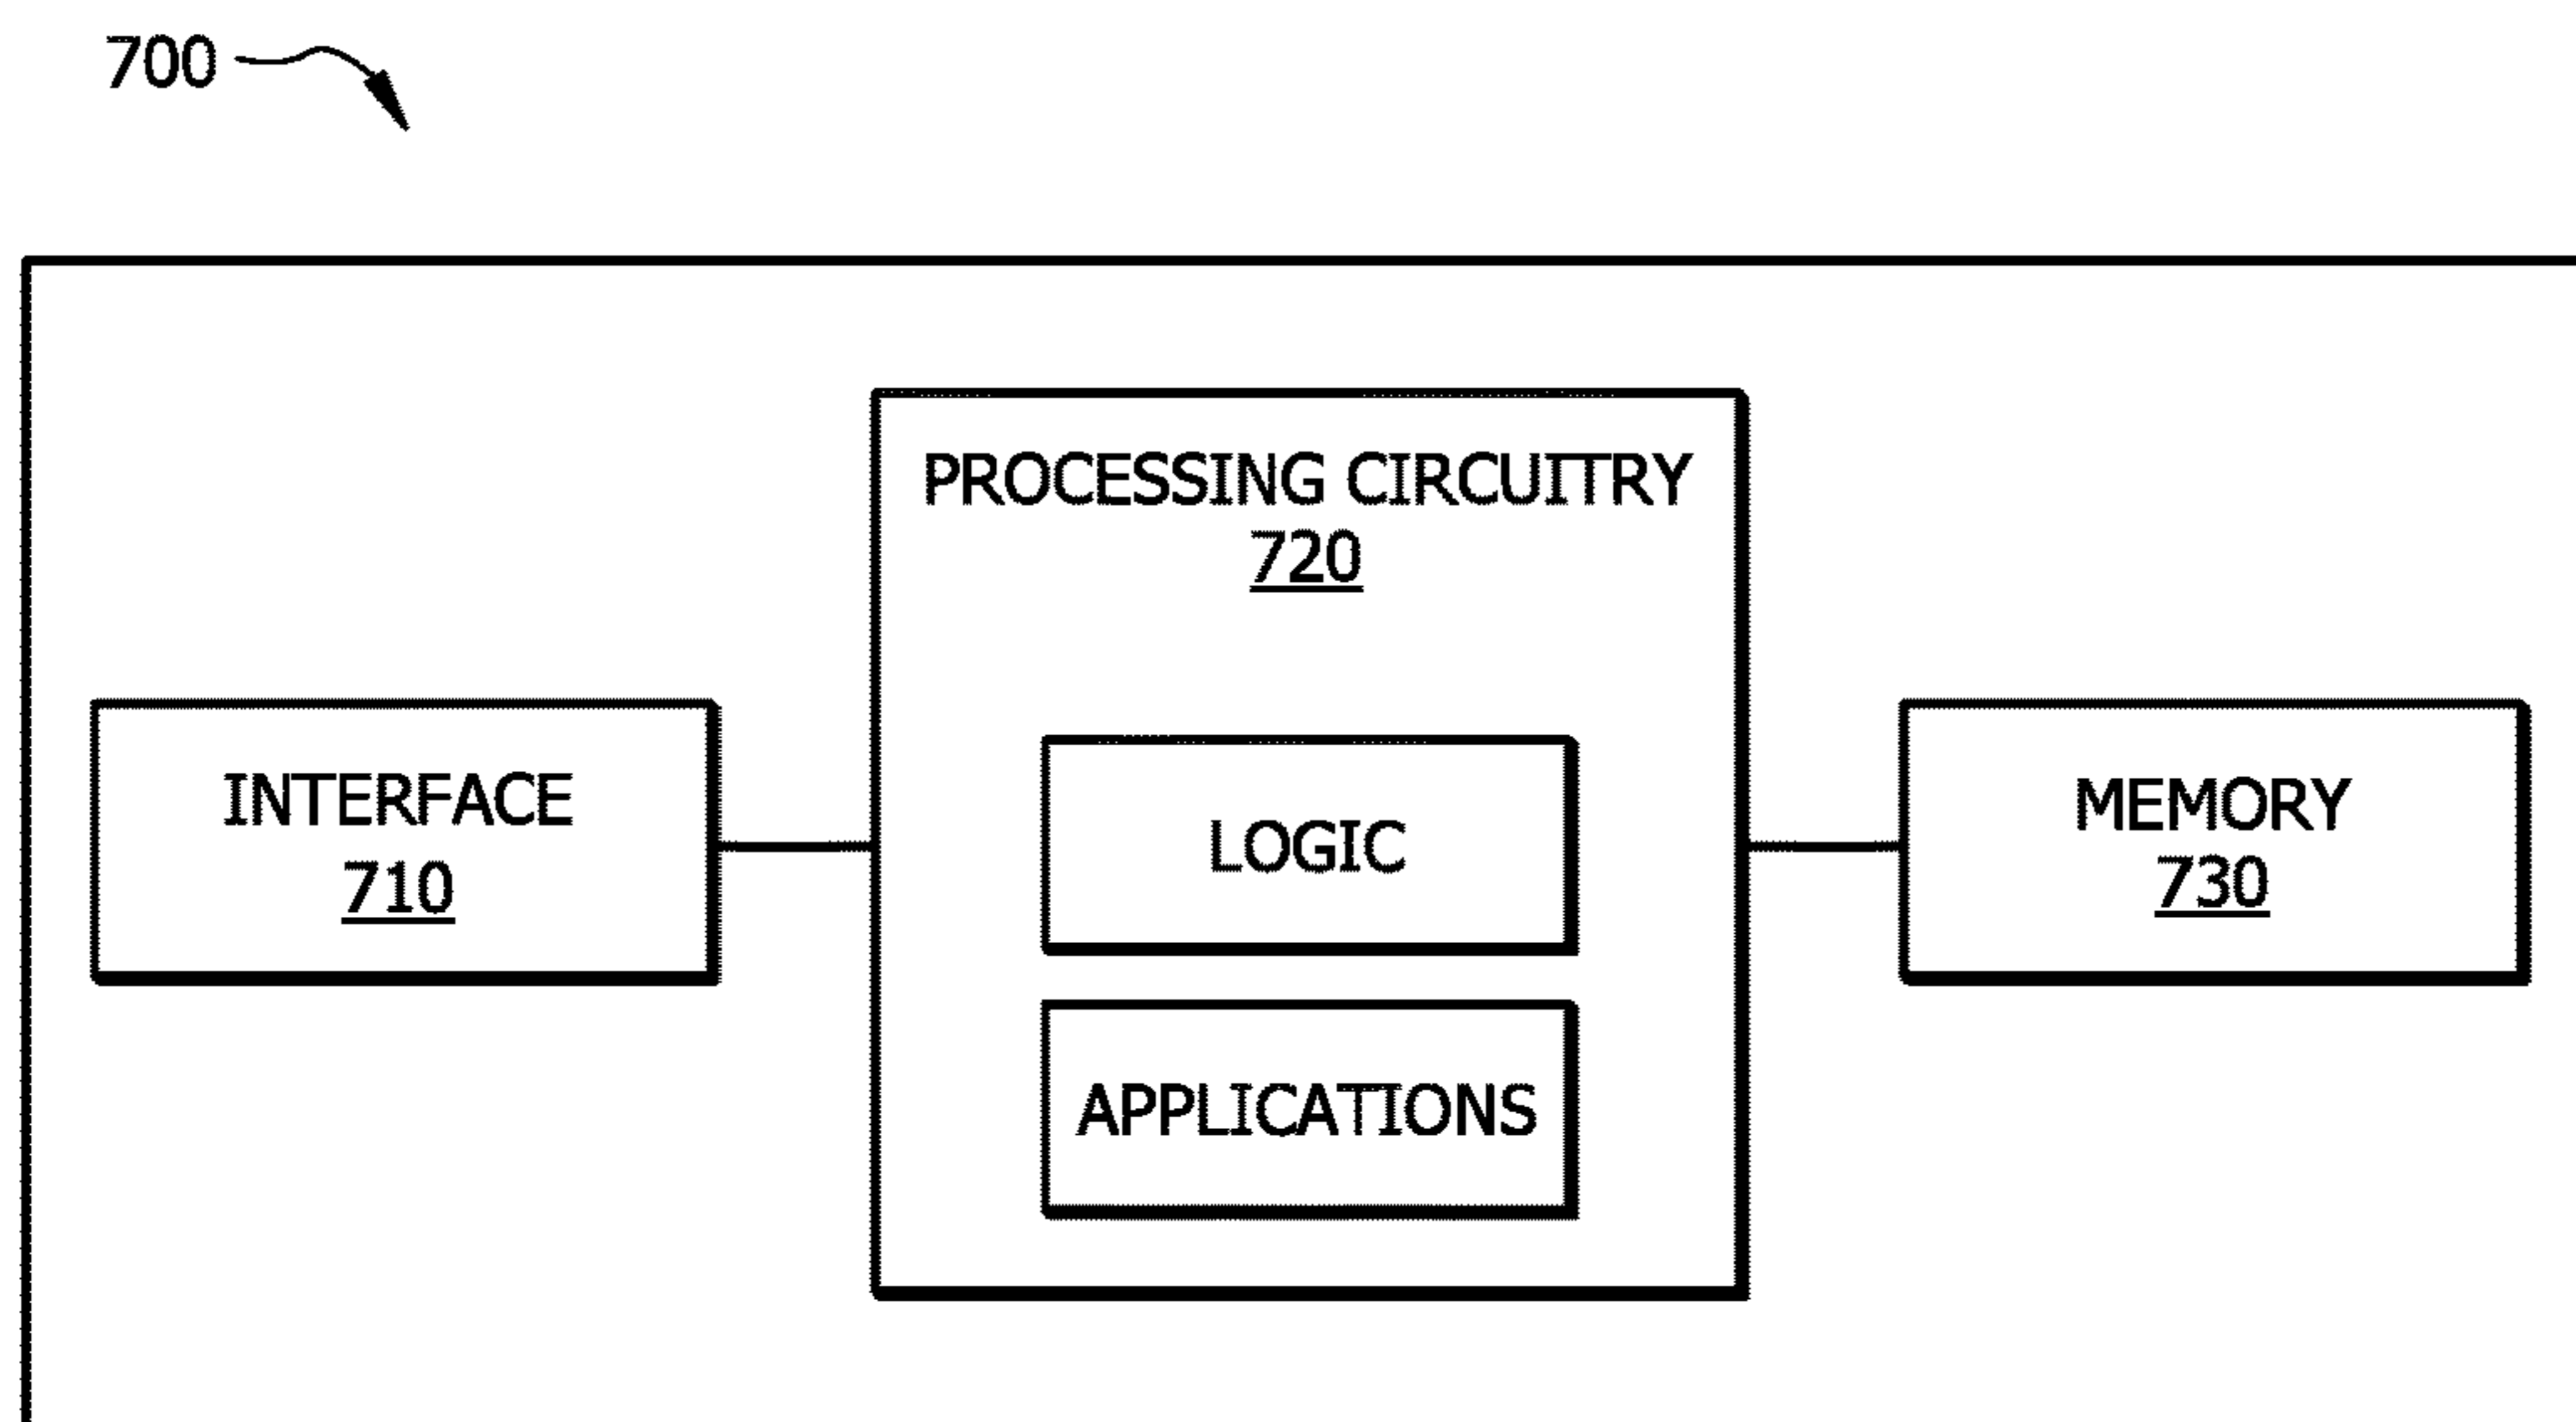 700
PROCESSING CIRCUITRY
720
INTERFACE
710
LOGIC
APPLICATIONS
MEMORY
730